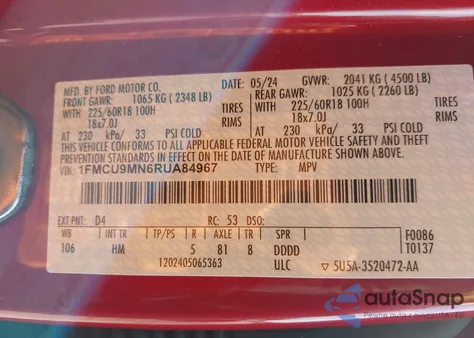 MFD. BY FORD MOTOR CO.
DATE: 05/24 GVWR: 2041 KG ( 4500 LB)
FRONT GAWR: 1065 KG ( 2348 LB) REAR GAWR: 1025 KG ( 2260 LB)
WITH 225/60R18 100H TIRES WITH 225/60R18 100H TIRES
18x7.0J RIMS 18x7.0J RIMS
AT 230 kPa/ 33 PSI COLD AT 230 kPa/ 33 PSI COLD
THIS VEHICLE CONFORMS TO ALL APPLICABLE FEDERAL MOTOR VEHICLE SAFETY AND THEFT
PREVENTION STANDARDS IN EFFECT ON THE DATE OF MANUFACTURE SHOWN ABOVE.
VIN: 1FMCU9MN6RUA84967 TYPE: MPV
EXT PNT: D4 RC: 53 DSO:
WB INT TR TP/PS R AXLE TR SPR F0086
106 HM 5 81 8 DDDD T0137
1202405065363 ULC ▽ 5U5A-3520472-AA
autoSnap